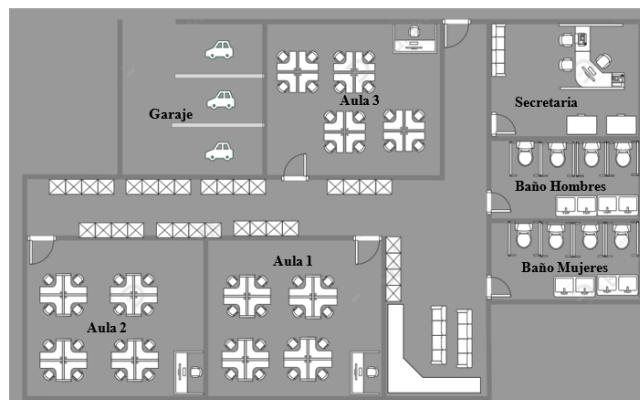 Garaje
Aula 3
Secretaria
Baño Hombres
Baño Mujeres
Aula 1
Aula 2